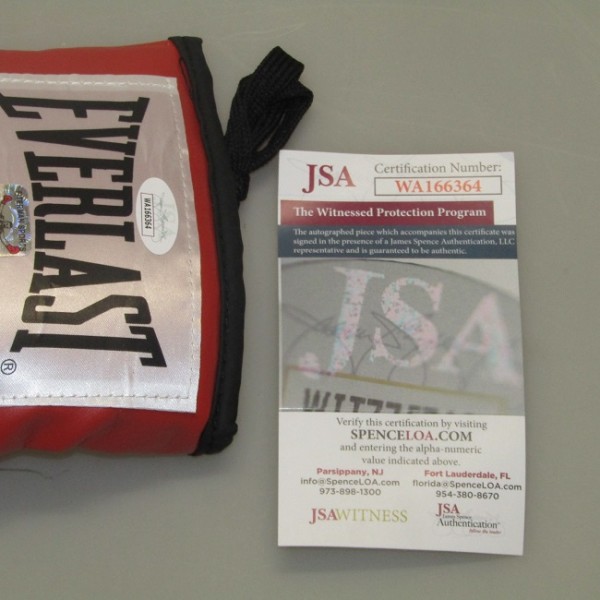 EVERLAST
®
WA166364
JSA
Certification Number:
WA166364
The Witnessed Protection Program
The autographed piece which accompanies this certificate was
signed in the presence of a James Spence Authentication, LLC
representative and is guaranteed to be authentic.
JSA
Verify this certification by visiting
SPENCELOA.COM
and entering the alpha-numeric
value indicated above.
Parsippany, NJ
info@SpenceLOA.com
973-898-1300
Fort Lauderdale, FL
florida@SpenceLOA.com
954-380-8670
JSAWITNESS
JSA
James Spence
Authentication